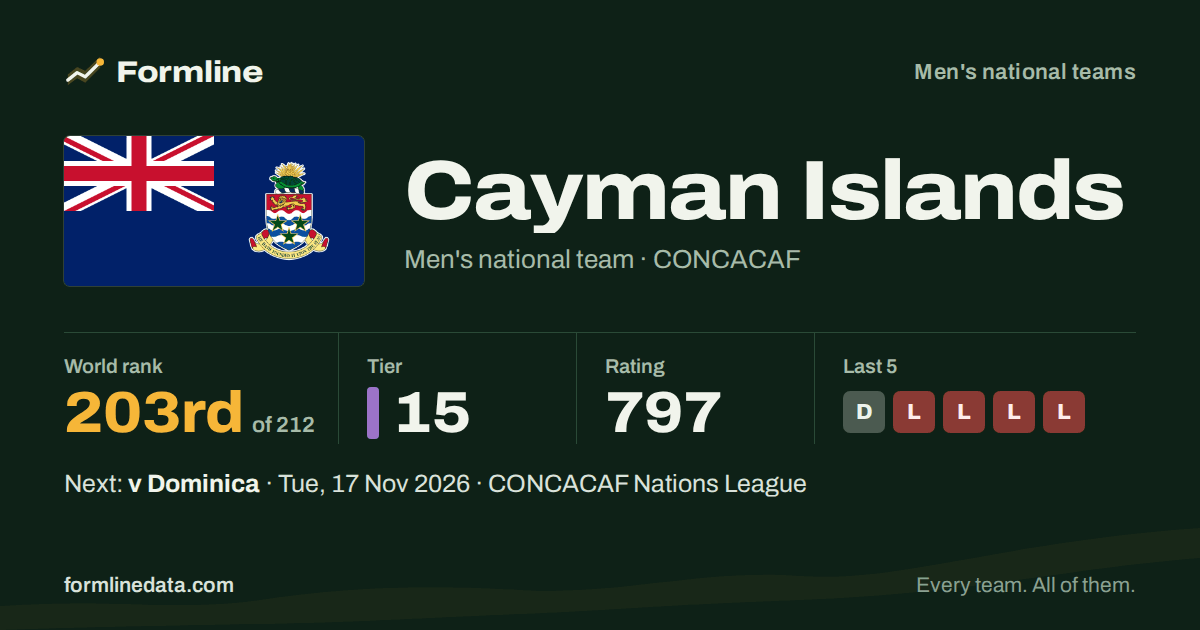 Formline
Men's national teams
Cayman Islands
Men's national team · CONCACAF
World rank
203rd of 212
Tier
15
Rating
797
Last 5
D L L L L
Next: v Dominica · Tue, 17 Nov 2026 · CONCACAF Nations League
formlinedata.com
Every team. All of them.